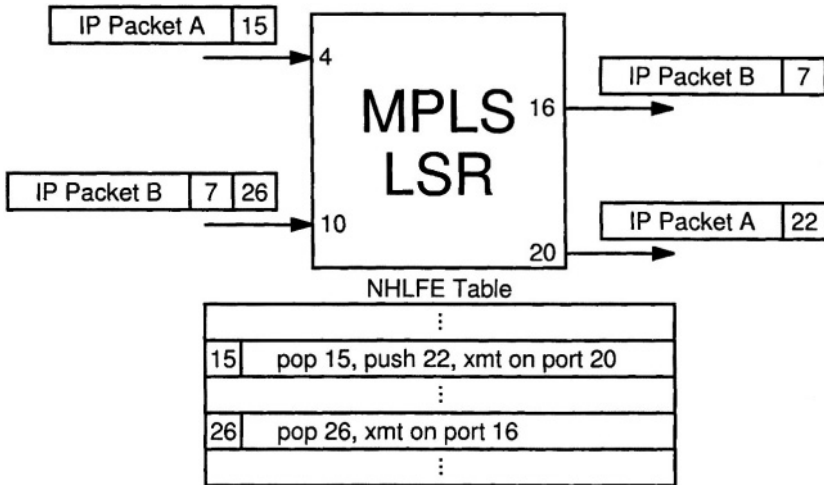 IP Packet A 15
4
IP Packet B 7
MPLS
16
LSR
IP Packet B 7 26
10
IP Packet A 22
20
NHLFE Table
⋮
15 pop 15, push 22, xmt on port 20
⋮
26 pop 26, xmt on port 16
⋮